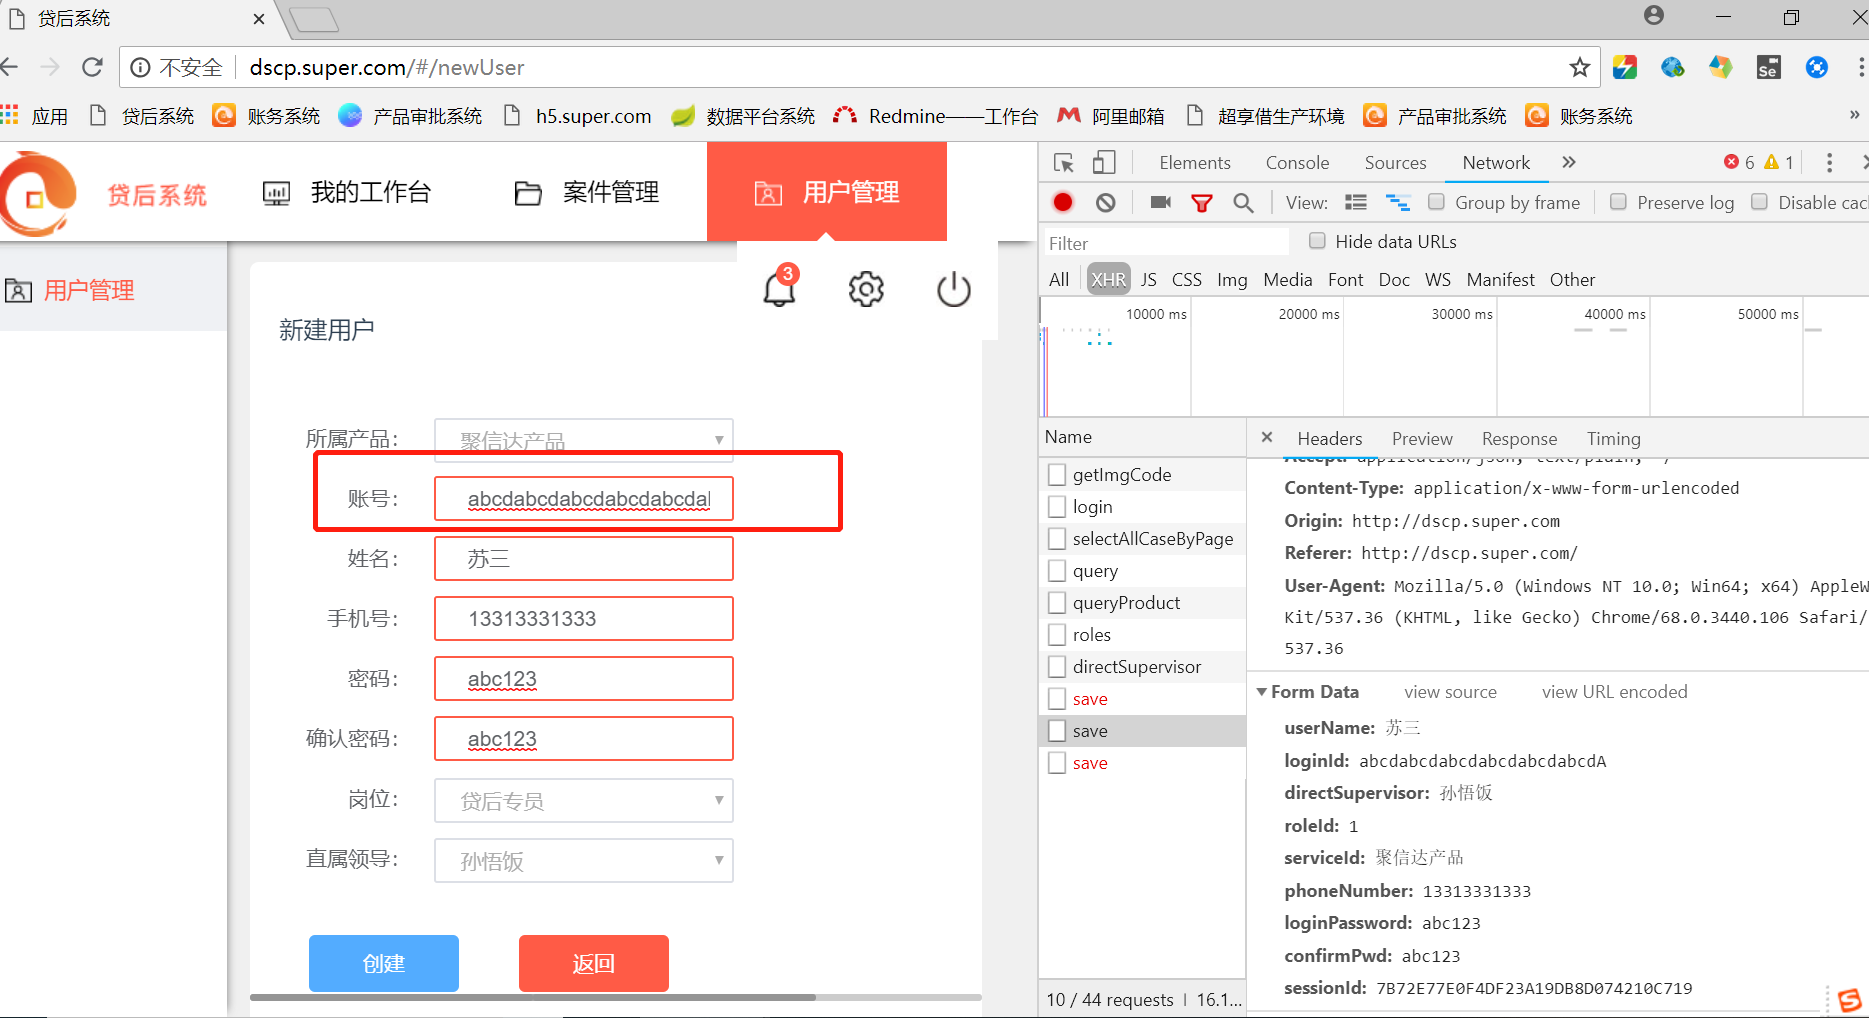 贷后系统
不安全 dscp.super.com/#/newUser
应用 贷后系统 账务系统 产品审批系统 h5.super.com 数据平台系统 Redmine——工作台 阿里邮箱 超享借生产环境 产品审批系统 账务系统 »
贷后系统 我的工作台 案件管理 用户管理
用户管理
3
新建用户
所属产品: 聚信达产品
账号: abcdabcdabcdabcdabcdal
姓名: 苏三
手机号: 13313331333
密码: abc123
确认密码: abc123
岗位: 贷后专员
直属领导: 孙悟饭
创建 返回
Elements Console Sources Network » 6 1
View: Group by frame Preserve log Disable cac
Filter Hide data URLs
All XHR JS CSS Img Media Font Doc WS Manifest Other
10000 ms 20000 ms 30000 ms 40000 ms 50000 ms
Name
getImgCode
login
selectAllCaseByPage
query
queryProduct
roles
directSupervisor
save
save
save
10 / 44 requests | 16.1...
Headers Preview Response Timing
Accept: application/json, text/plain, */
Content-Type: application/x-www-form-urlencoded
Origin: http://dscp.super.com
Referer: http://dscp.super.com/
User-Agent: Mozilla/5.0 (Windows NT 10.0; Win64; x64) AppleW
Kit/537.36 (KHTML, like Gecko) Chrome/68.0.3440.106 Safari/
537.36
Form Data view source view URL encoded
userName: 苏三
loginId: abcdabcdabcdabcdabcdabcdA
directSupervisor: 孙悟饭
roleId: 1
serviceId: 聚信达产品
phoneNumber: 13313331333
loginPassword: abc123
confirmPwd: abc123
sessionId: 7B72E77E0F4DF23A19DB8D074210C719